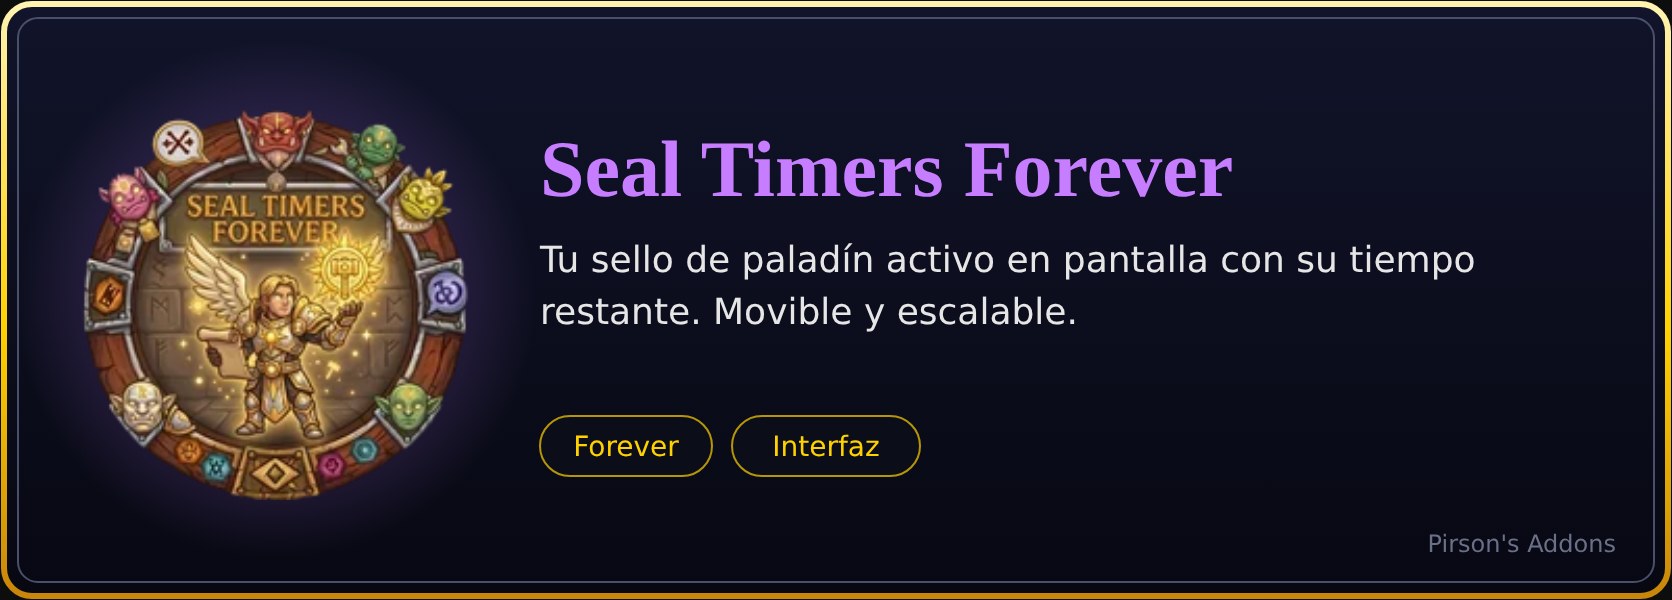 SEAL TIMERS
FOREVER
Seal Timers Forever
Tu sello de paladín activo en pantalla con su tiempo
restante. Movible y escalable.
Forever
Interfaz
Pirson's Addons